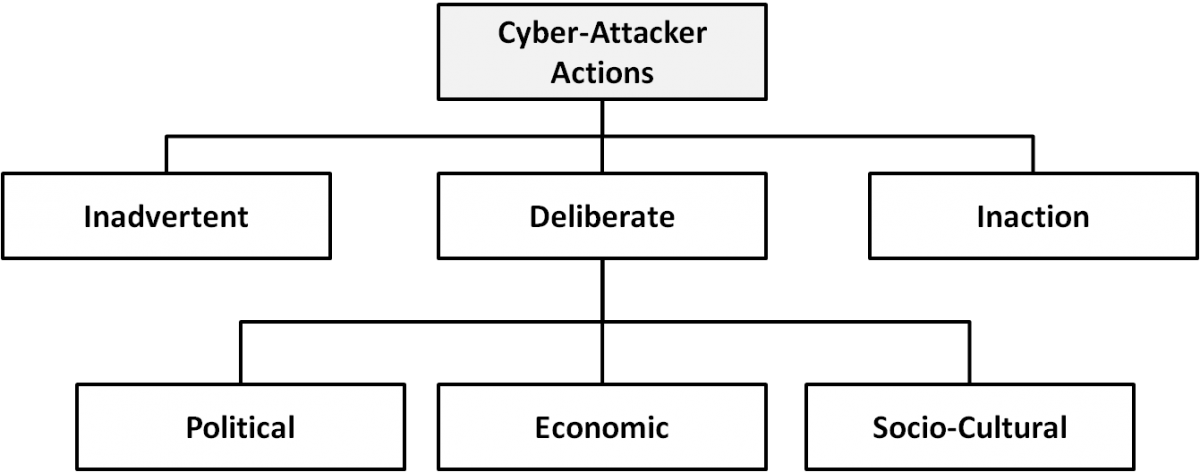 Cyber-Attacker
Actions
Inadvertent
Deliberate
Inaction
Political
Economic
Socio-Cultural